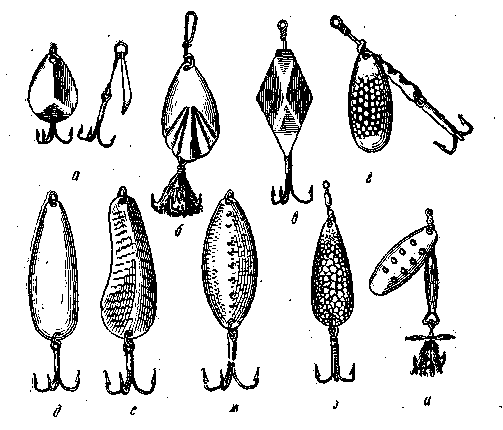 а б в г
д е ж з и